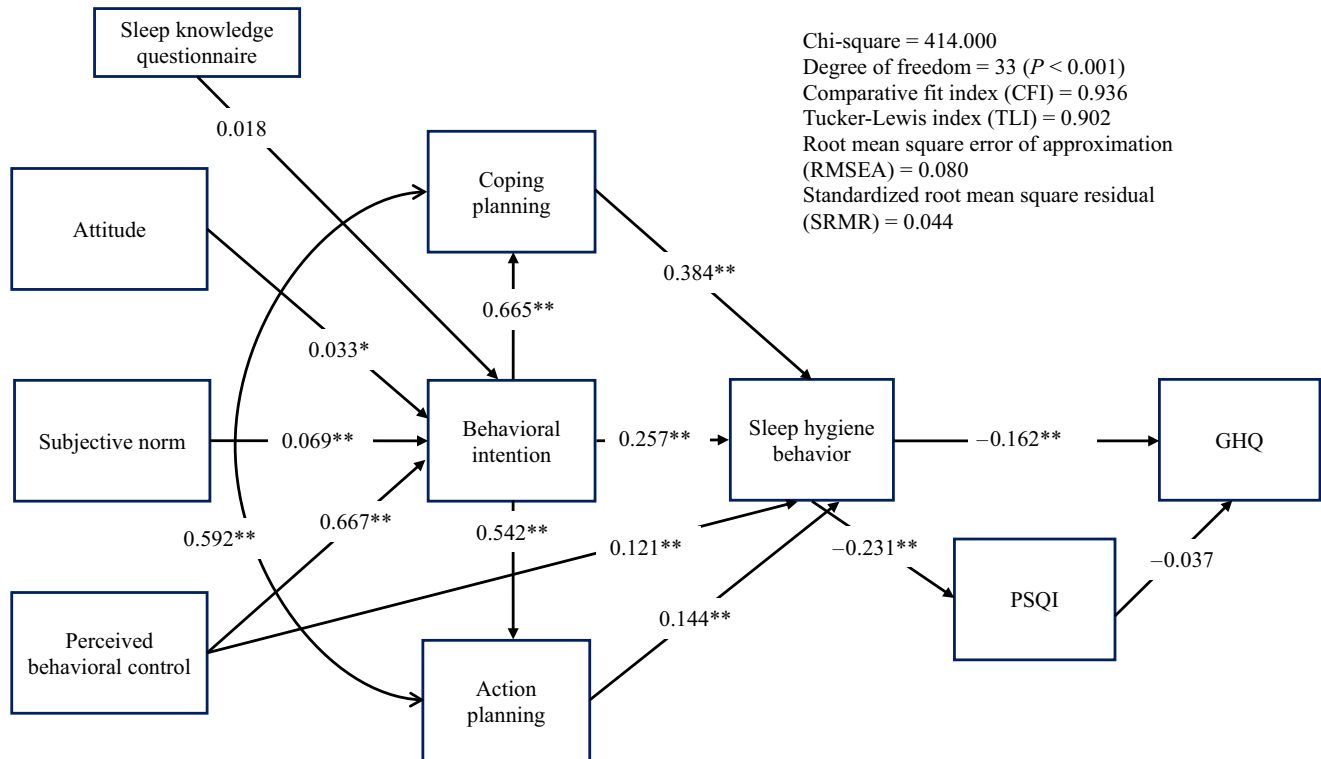 Sleep knowledge
questionnaire
Chi-square = 414.000
Degree of freedom = 33 (P < 0.001)
Comparative fit index (CFI) = 0.936
Tucker-Lewis index (TLI) = 0.902
Root mean square error of approximation
(RMSEA) = 0.080
Standardized root mean square residual
(SRMR) = 0.044
0.018
Coping
planning
Attitude
0.384**
0.665**
0.033*
Subjective norm
0.069**
Behavioral
intention
0.257**
Sleep hygiene
behavior
−0.162**
GHQ
0.592**
0.667**
0.542**
0.121**
−0.231**
−0.037
PSQI
0.144**
Perceived
behavioral control
Action
planning